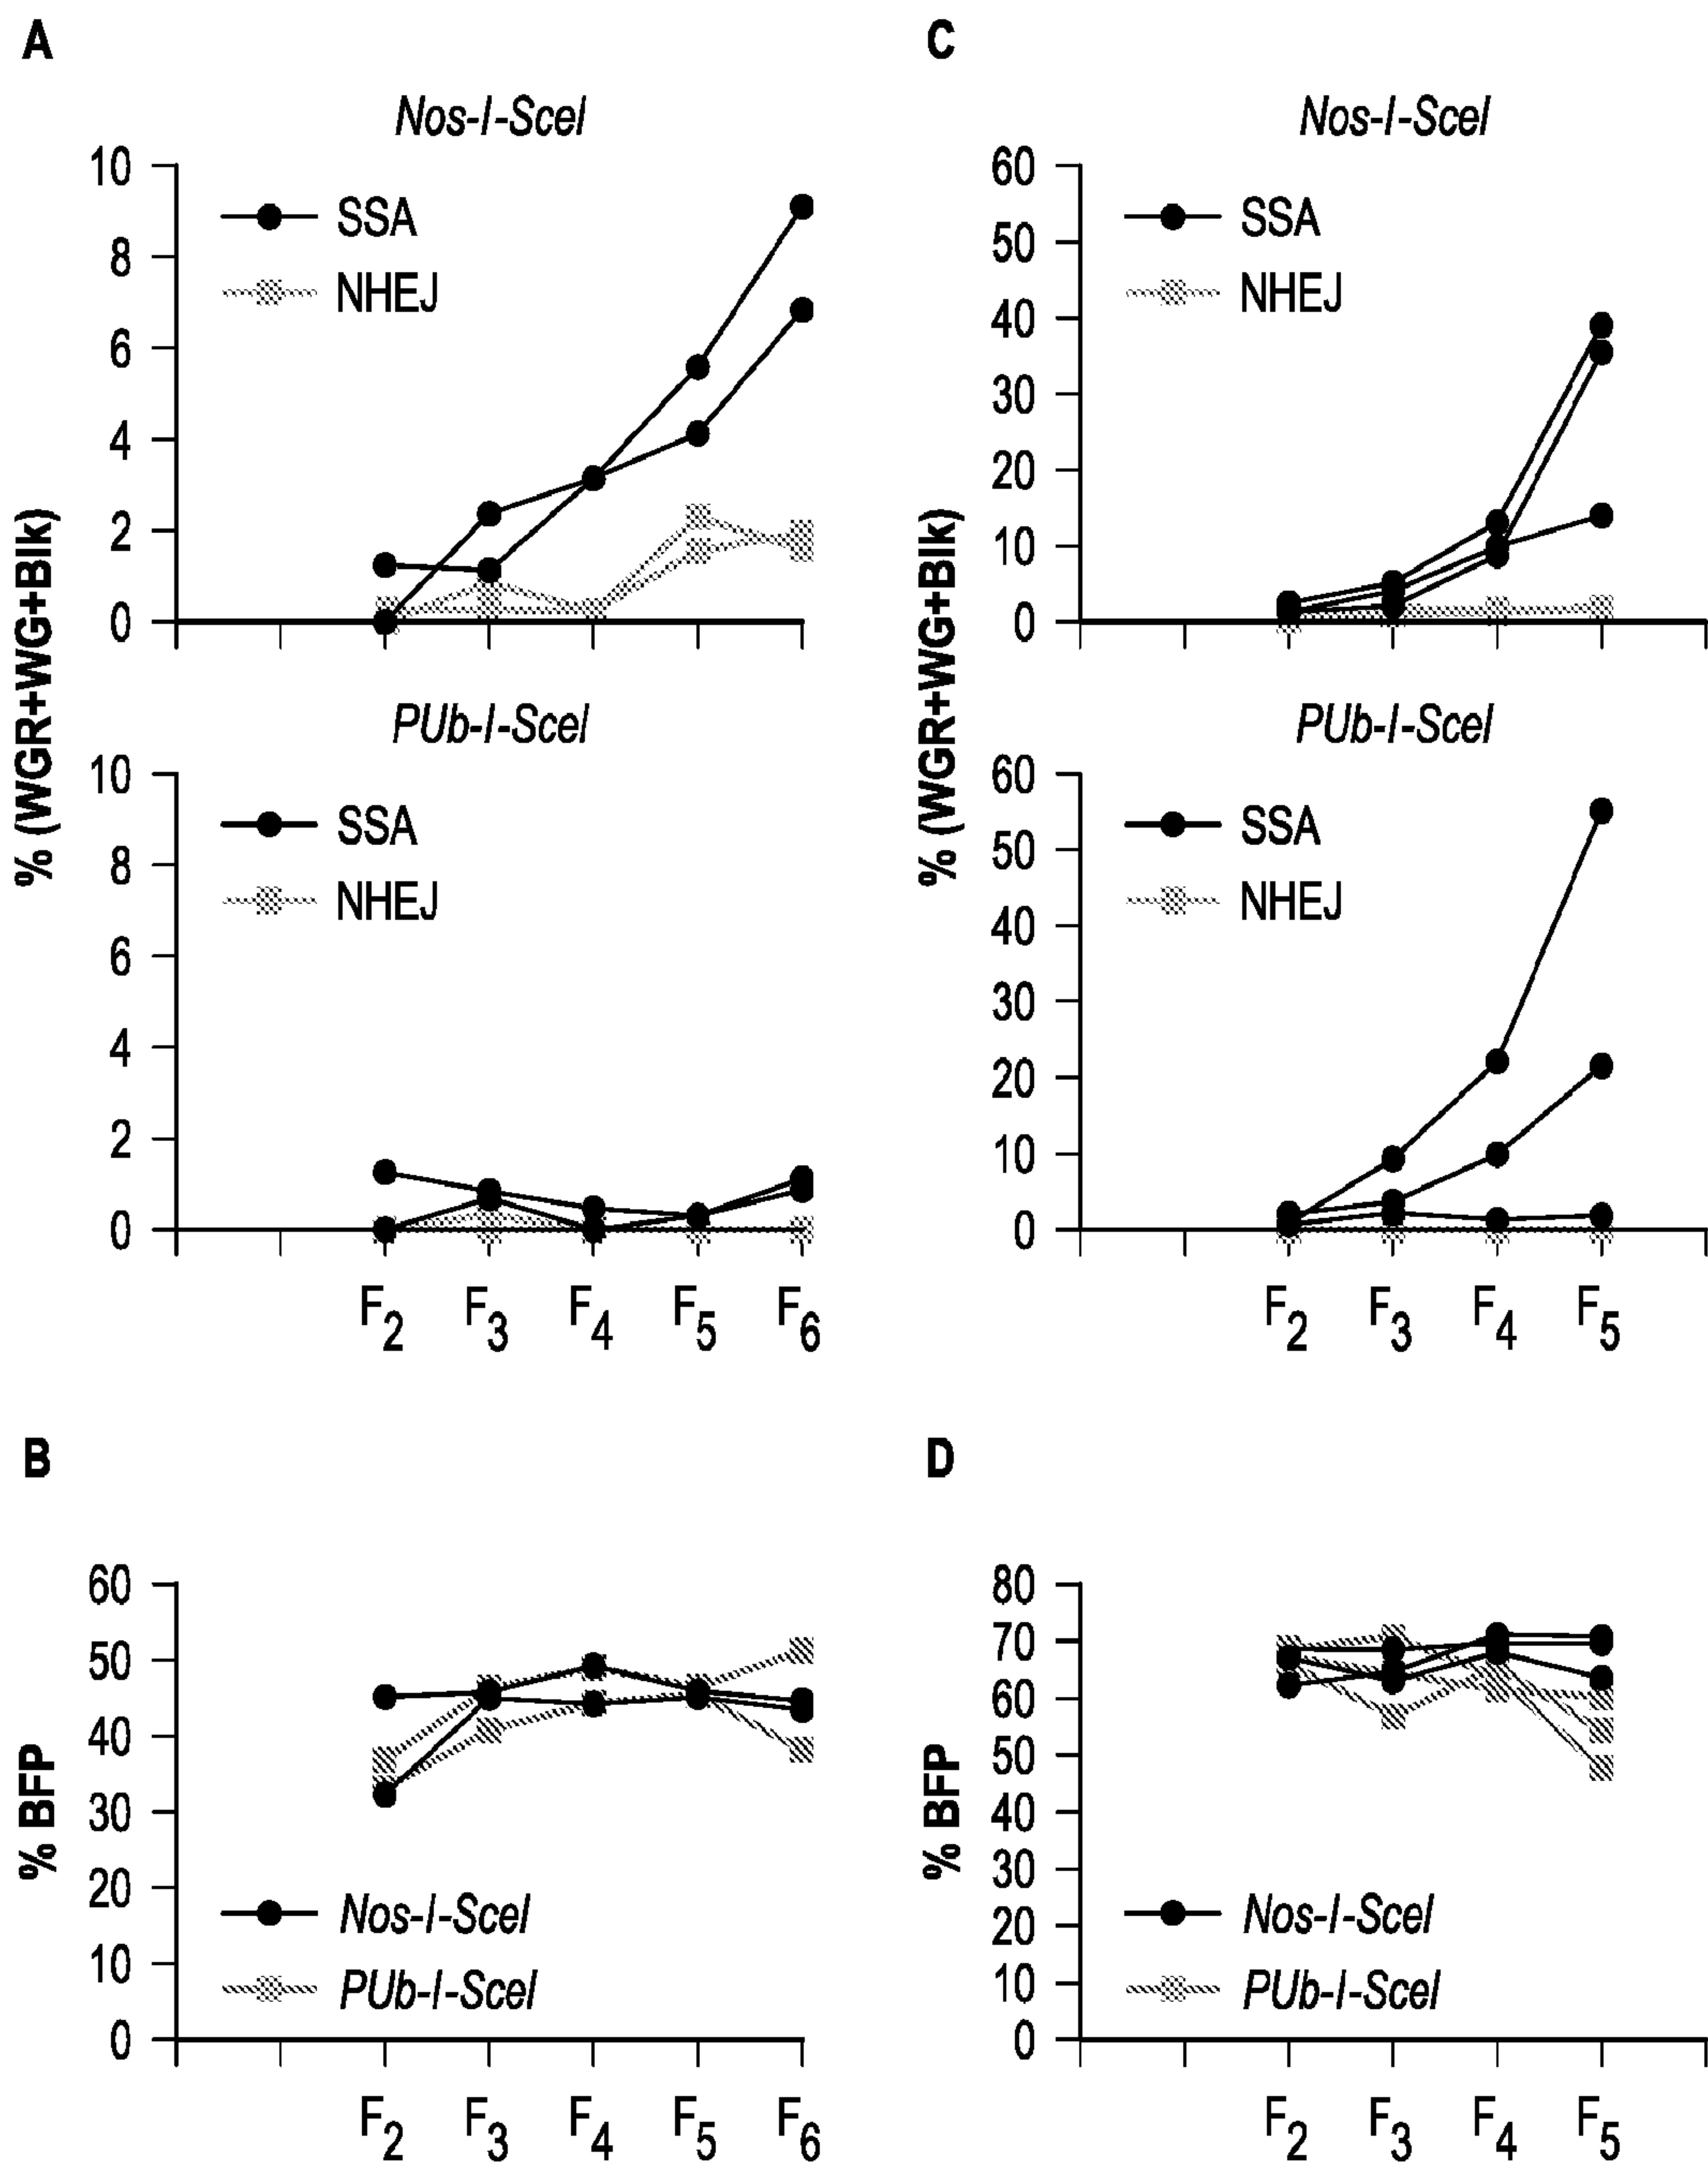 A
Nos-I-SceI
% (WGR+WG+Blk)
10
8
6
4
2
0
SSA
NHEJ
PUb-I-SceI
10
8
6
4
2
0
SSA
NHEJ
F2 F3 F4 F5 F6
B
% BFP
60
50
40
30
20
10
0
Nos-I-SceI
PUb-I-SceI
F2 F3 F4 F5 F6
C
Nos-I-SceI
% (WGR+WG+Blk)
60
50
40
30
20
10
0
SSA
NHEJ
PUb-I-SceI
60
50
40
30
20
10
0
SSA
NHEJ
F2 F3 F4 F5
D
% BFP
80
70
60
50
40
30
20
10
0
Nos-I-SceI
PUb-I-SceI
F2 F3 F4 F5